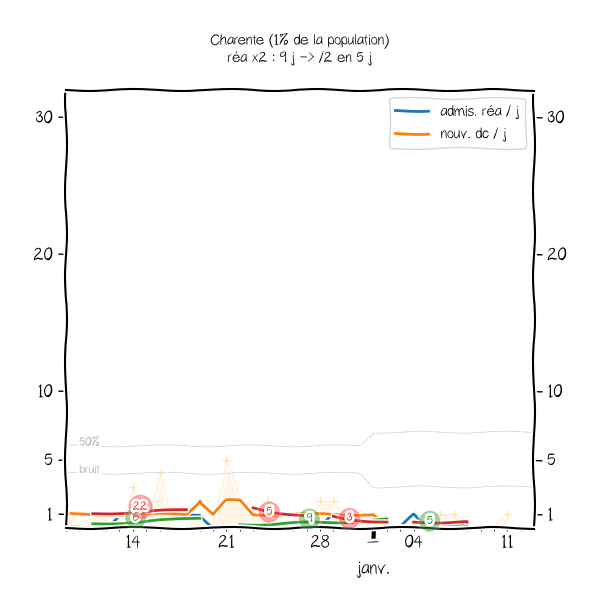 Charente (1% de la population)
réa x2 : 9 j -> /2 en 5 j
admis. réa / j
nouv. dc / j
30 30
20 20
10 10
50%
5 5
bruit
22
6 5 9 3 5
1 1
14 21 28 1 04 11
janv.